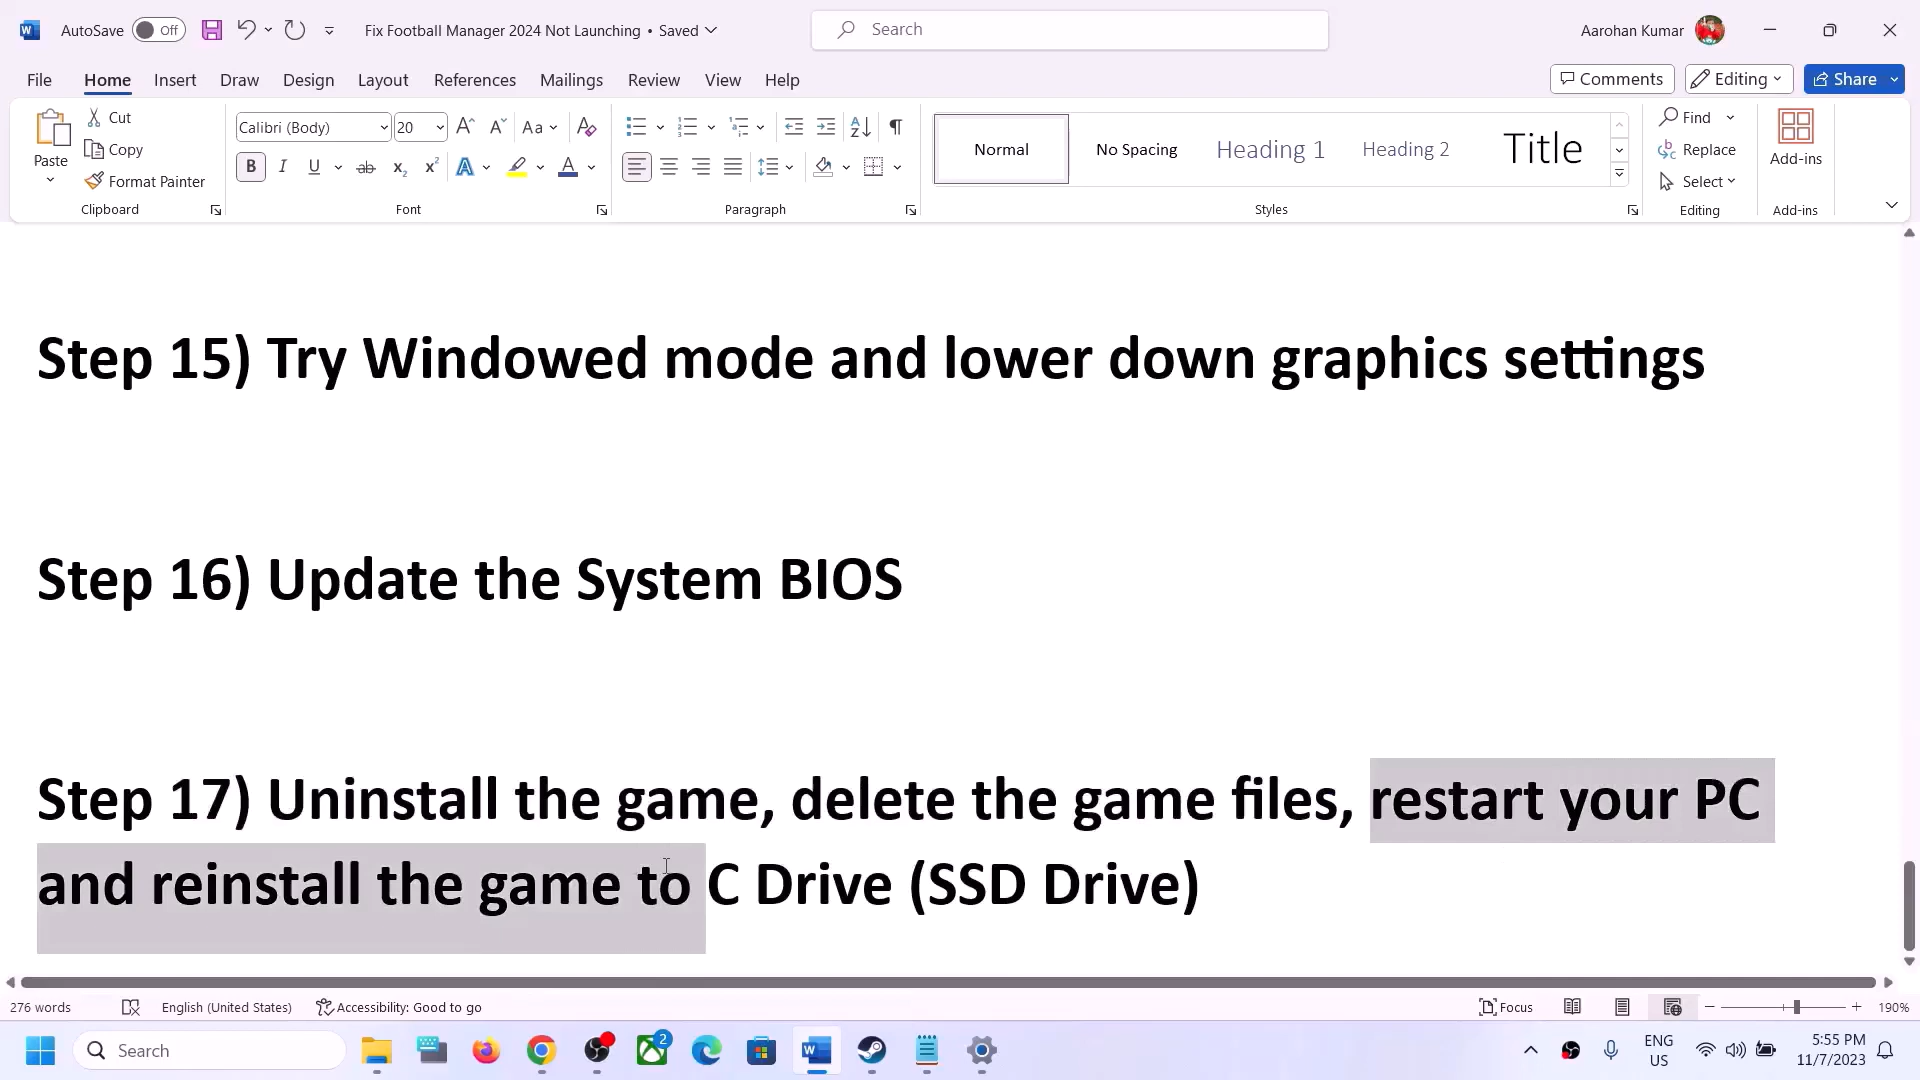 AutoSave Off Fix Football Manager 2024 Not Launching • Saved Search Aarohan Kumar
File Home Insert Draw Design Layout References Mailings Review View Help Comments Editing Share
Paste Cut Copy Format Painter Clipboard
Calibri (Body) 20 Aa Font
Paragraph
Normal No Spacing Heading 1 Heading 2 Title Styles
Find Replace Select Editing
Add-ins Add-ins
Step 15) Try Windowed mode and lower down graphics settings
Step 16) Update the System BIOS
Step 17) Uninstall the game, delete the game files, restart your PC
and reinstall the game to C Drive (SSD Drive)
276 words English (United States) Accessibility: Good to go Focus 190%
Search 2 ENG 5:55 PM
US 11/7/2023